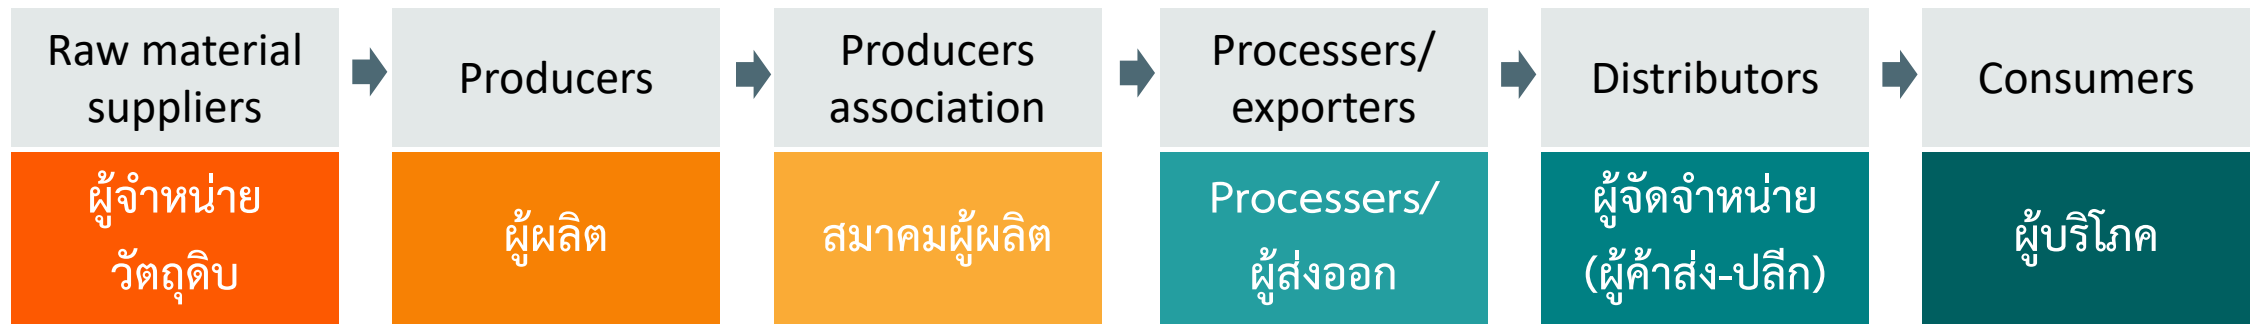 Raw material
suppliers
Producers
Producers
association
Processers/
exporters
Distributors
Consumers
ผู้จำหน่าย
วัตถุดิบ
ผู้ผลิต
สมาคมผู้ผลิต
Processers/
ผู้ส่งออก
ผู้จัดจำหน่าย
(ผู้ค้าส่ง-ปลีก)
ผู้บริโภค